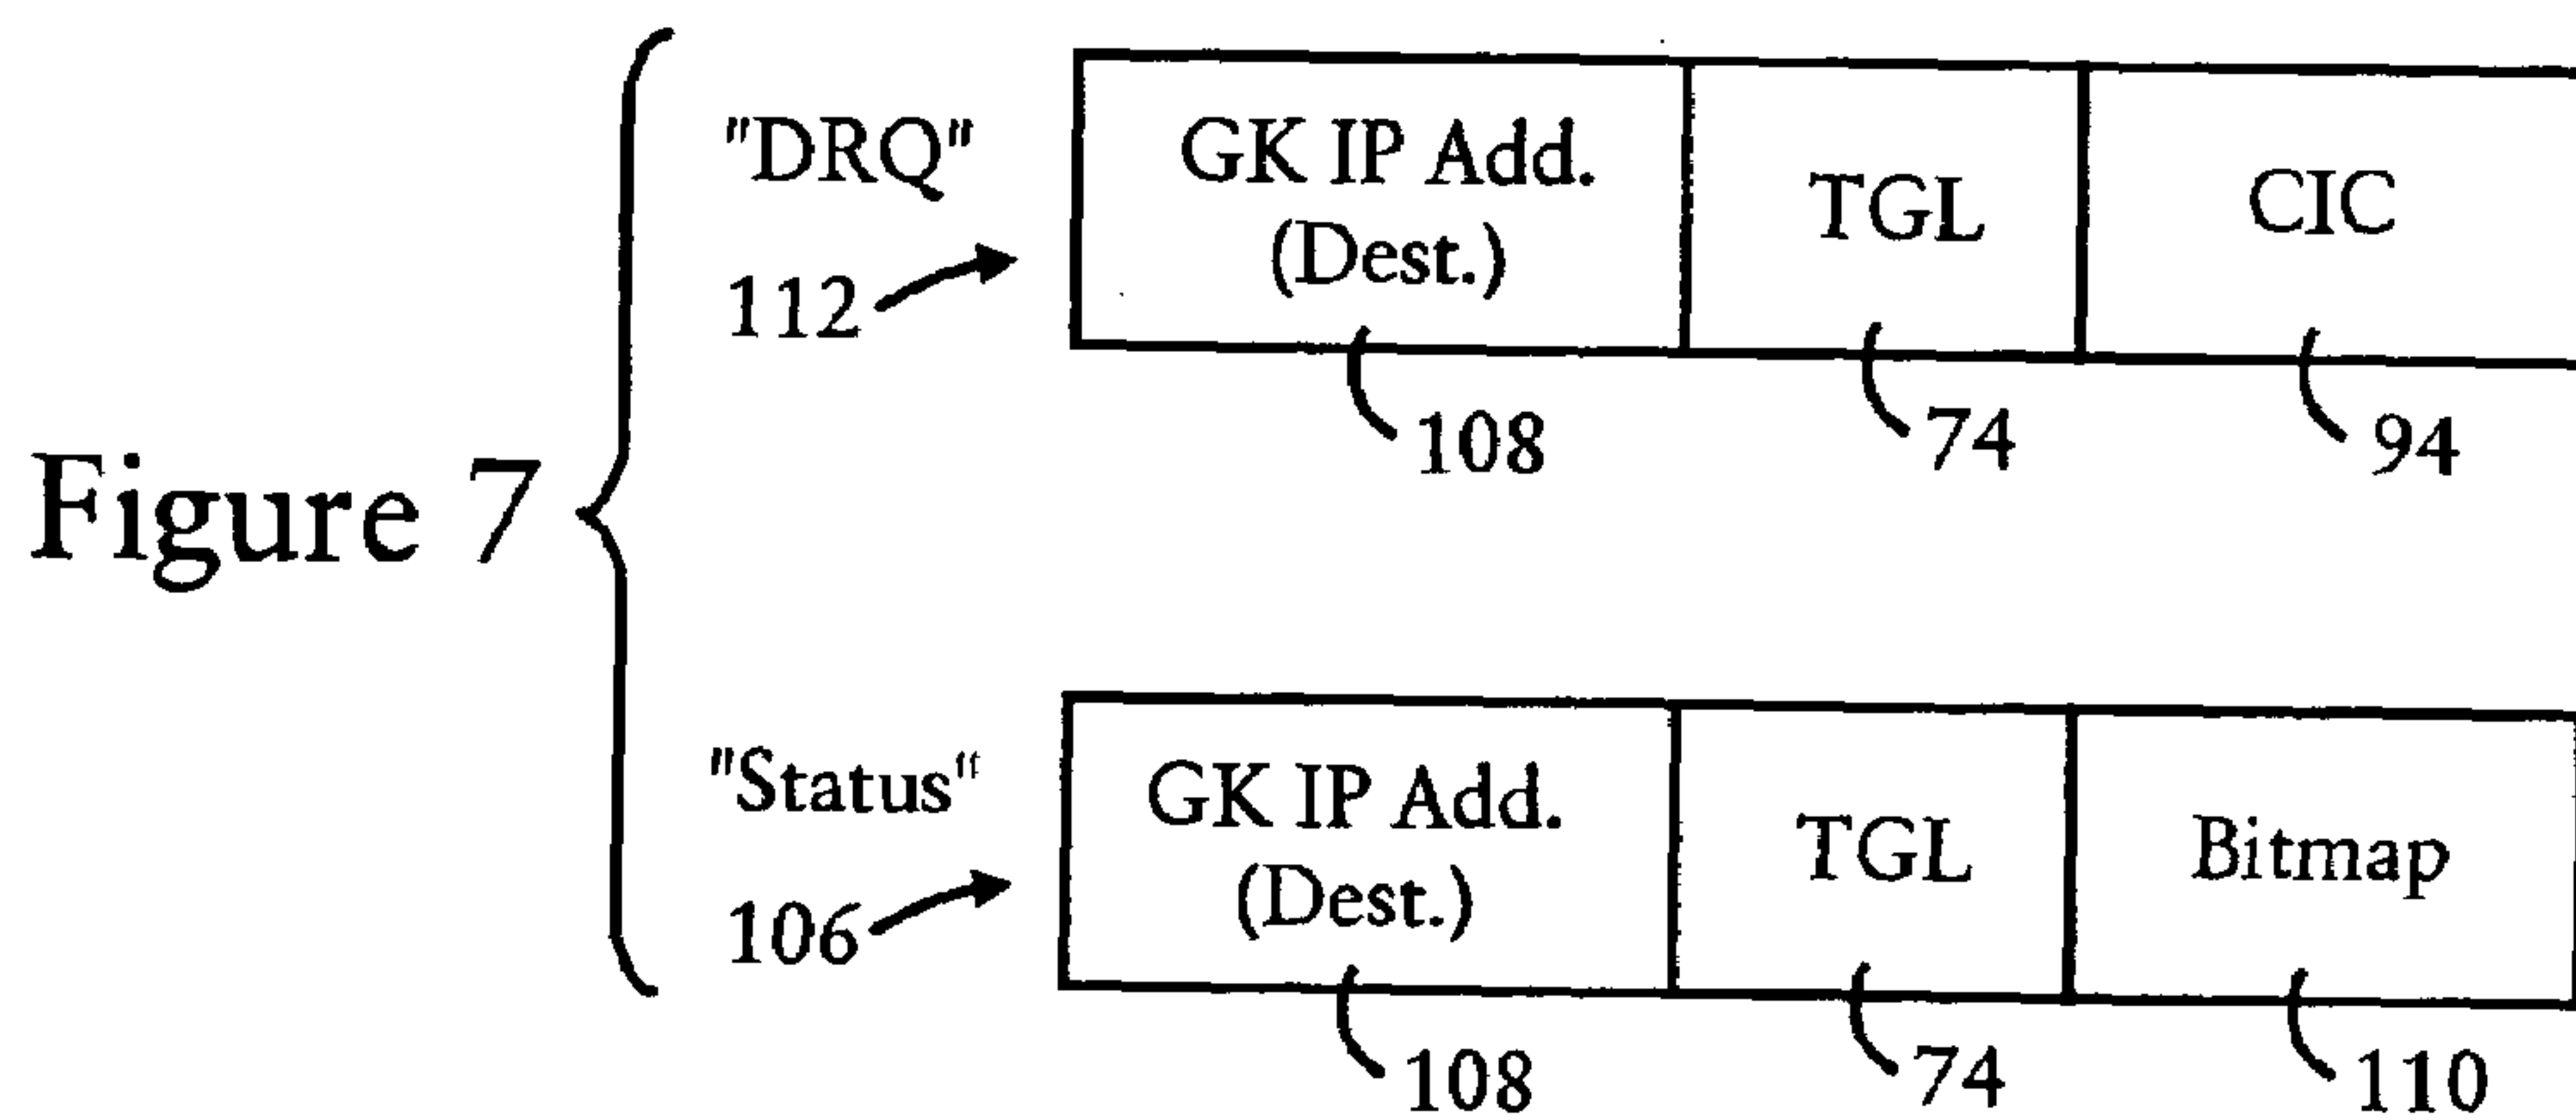 Figure 7
"DRQ"
112
GK IP Add.
(Dest.)
TGL
CIC
108
74
94
"Status"
106
GK IP Add.
(Dest.)
TGL
Bitmap
108
74
110